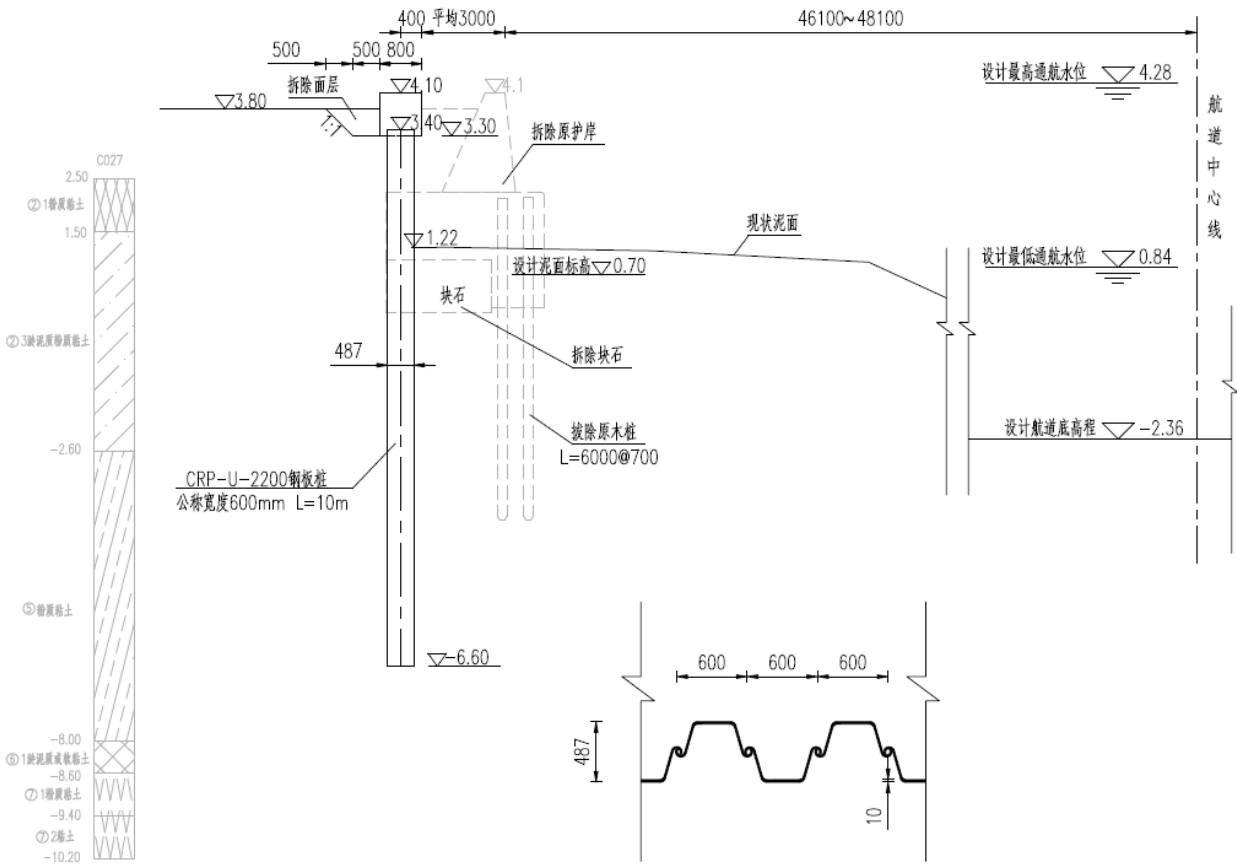 400 平均3000
46100~48100
500
500
800
拆除面层
▽4.10
▽4.1
设计最高通航水位 ▽4.28
▽3.80
▽3.40
▽3.30
拆除原护岸
航道中心线
1:1
C027
2.50
②1粉质粘土
1.50
▽1.22
现状泥面
设计泥面标高▽0.70
设计最低通航水位 ▽0.84
块石
②3淤泥质粉质粘土
487
拆除块石
设计航道底高程 ▽-2.36
-2.60
拔除原木桩
L=6000@700
CRP-U-2200钢板桩
公称宽度600mm L=10m
⑤粉质粘土
▽-6.60
600
600
600
487
10
-8.00
⑥1淤泥质或软粘土
-8.60
⑦1粉质粘土
-9.40
⑦2粘土
-10.20